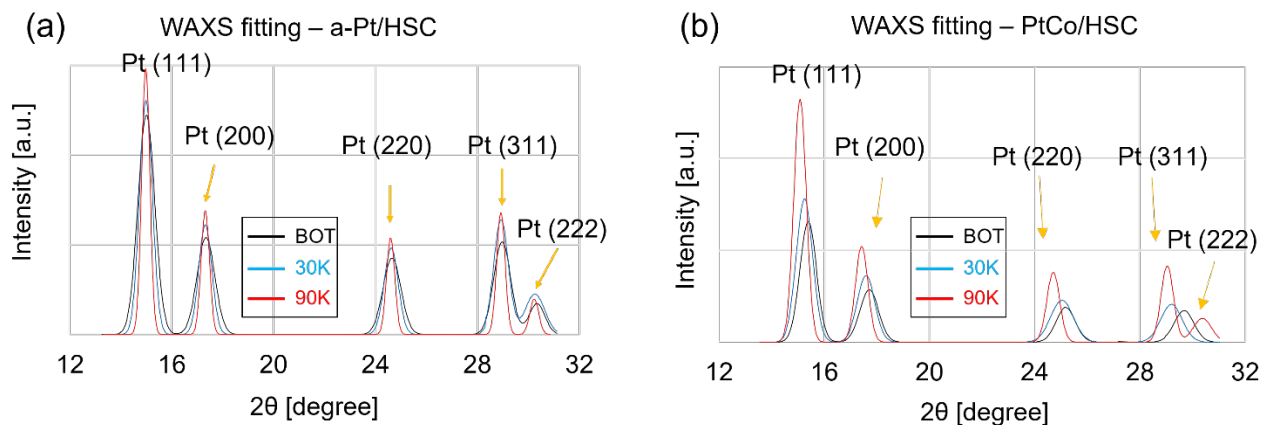 (a)
WAXS fitting – a-Pt/HSC
Pt (111)
Pt (200)
Pt (220)
Pt (311)
Pt (222)
BOT
30K
90K
Intensity [a.u.]
12 16 20 24 28 32
2θ [degree]
(b)
WAXS fitting – PtCo/HSC
Pt (111)
Pt (200)
Pt (220)
Pt (311)
Pt (222)
BOT
30K
90K
Intensity [a.u.]
12 16 20 24 28 32
2θ [degree]